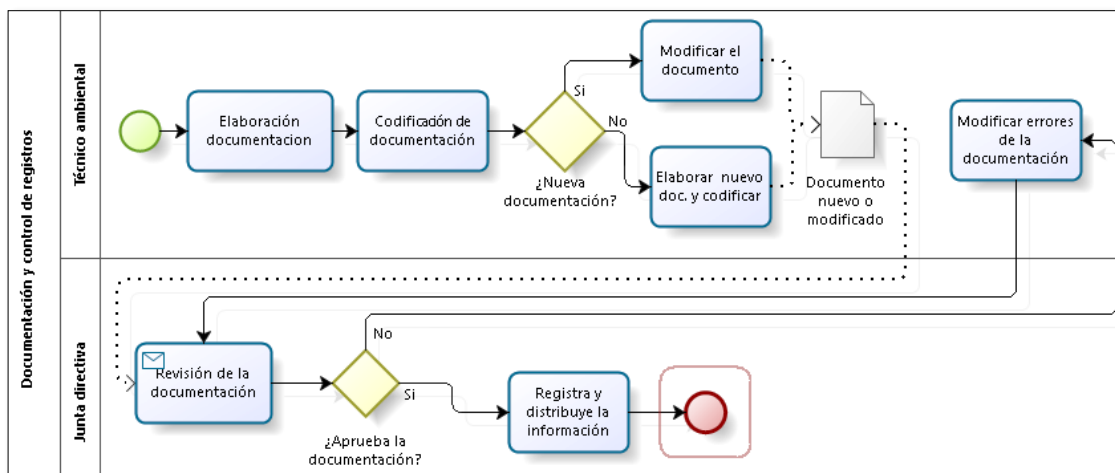 Documentación y control de registros
Técnico ambiental
Elaboración
documentacion
Codificación de
documentación
¿Nueva
documentación?
Si
No
Modificar el
documento
Elaborar nuevo
doc. y codificar
Documento
nuevo o
modificado
Modificar errores
de la
documentación
Junta directiva
Revisión de la
documentación
¿Aprueba la
documentación?
No
Si
Registra y
distribuye la
información